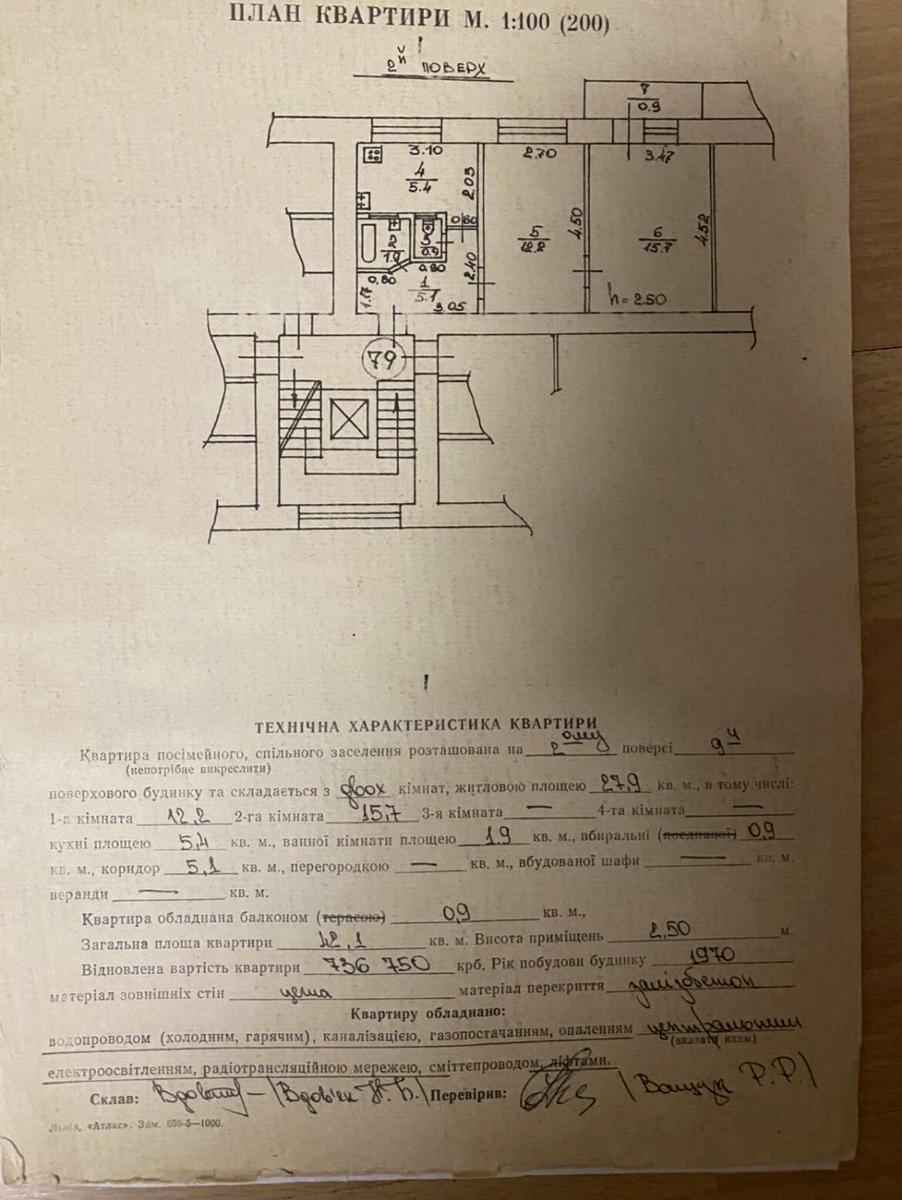 ПЛАН КВАРТИРИ М. 1:100 (200)
2й ПОВЕРХ
7
0.9
3.10
2.70
3.47
4
5.4
2.03
0.80
2
1.9
3
0.9
5
12.2
4.50
6
15.7
4.52
0.80
0.90
2.40
1.17
1
5.1
3.05
h = 2.50
79
ТЕХНІЧНА ХАРАКТЕРИСТИКА КВАРТИРИ
Квартира посімейного, спільного заселення розташована на 2ому поверсі 9и
(непотрібне викреслити)
поверхового будинку та складається з двох кімнат, житловою площею 27,9 кв. м., в тому числі:
1-а кімната 12,2 2-га кімната 15,7 3-я кімната — 4-та кімната —
кухні площею 5,4 кв. м., ванної кімнати площею 1.9 кв. м., вбиральні (поєднаної) 0,9
кв. м., коридор 5,1 кв. м., перегородкою — кв. м., вбудованої шафи — кв. м.
веранди — кв. м.
Квартира обладнана балконом (терасою) 0,9 кв. м.,
Загальна площа квартири 42,1 кв. м. Висота приміщень 2,50 м.
Відновлена вартість квартири 736 750 крб. Рік побудови будинку 1970
матеріал зовнішніх стін цегла матеріал перекриття залізобетон
Квартиру обладнано:
водопроводом (холодним, гарячим), каналізацією, газопостачанням, опаленням центральним
(вказати яким)
електроосвітленням, радіотрансляційною мережею, сміттєпроводом, ліфтами.
Склав: (Вдов'як Н. Б.) Перевірив: (Ващук Р. Р.)
Львів, «Атлас». Зам. 659-5—1000.